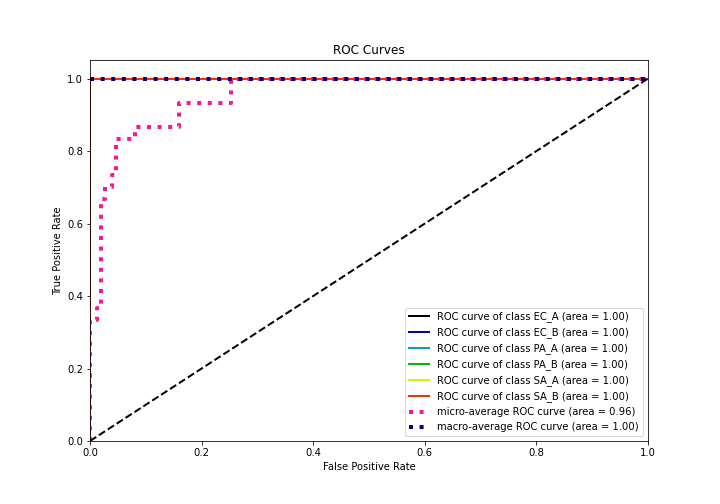 ROC Curves
True Positive Rate
1.0
0.8
0.6
0.4
0.2
0.0
0.0 0.2 0.4 0.6 0.8 1.0
False Positive Rate
ROC curve of class EC_A (area = 1.00)
ROC curve of class EC_B (area = 1.00)
ROC curve of class PA_A (area = 1.00)
ROC curve of class PA_B (area = 1.00)
ROC curve of class SA_A (area = 1.00)
ROC curve of class SA_B (area = 1.00)
micro-average ROC curve (area = 0.96)
macro-average ROC curve (area = 1.00)